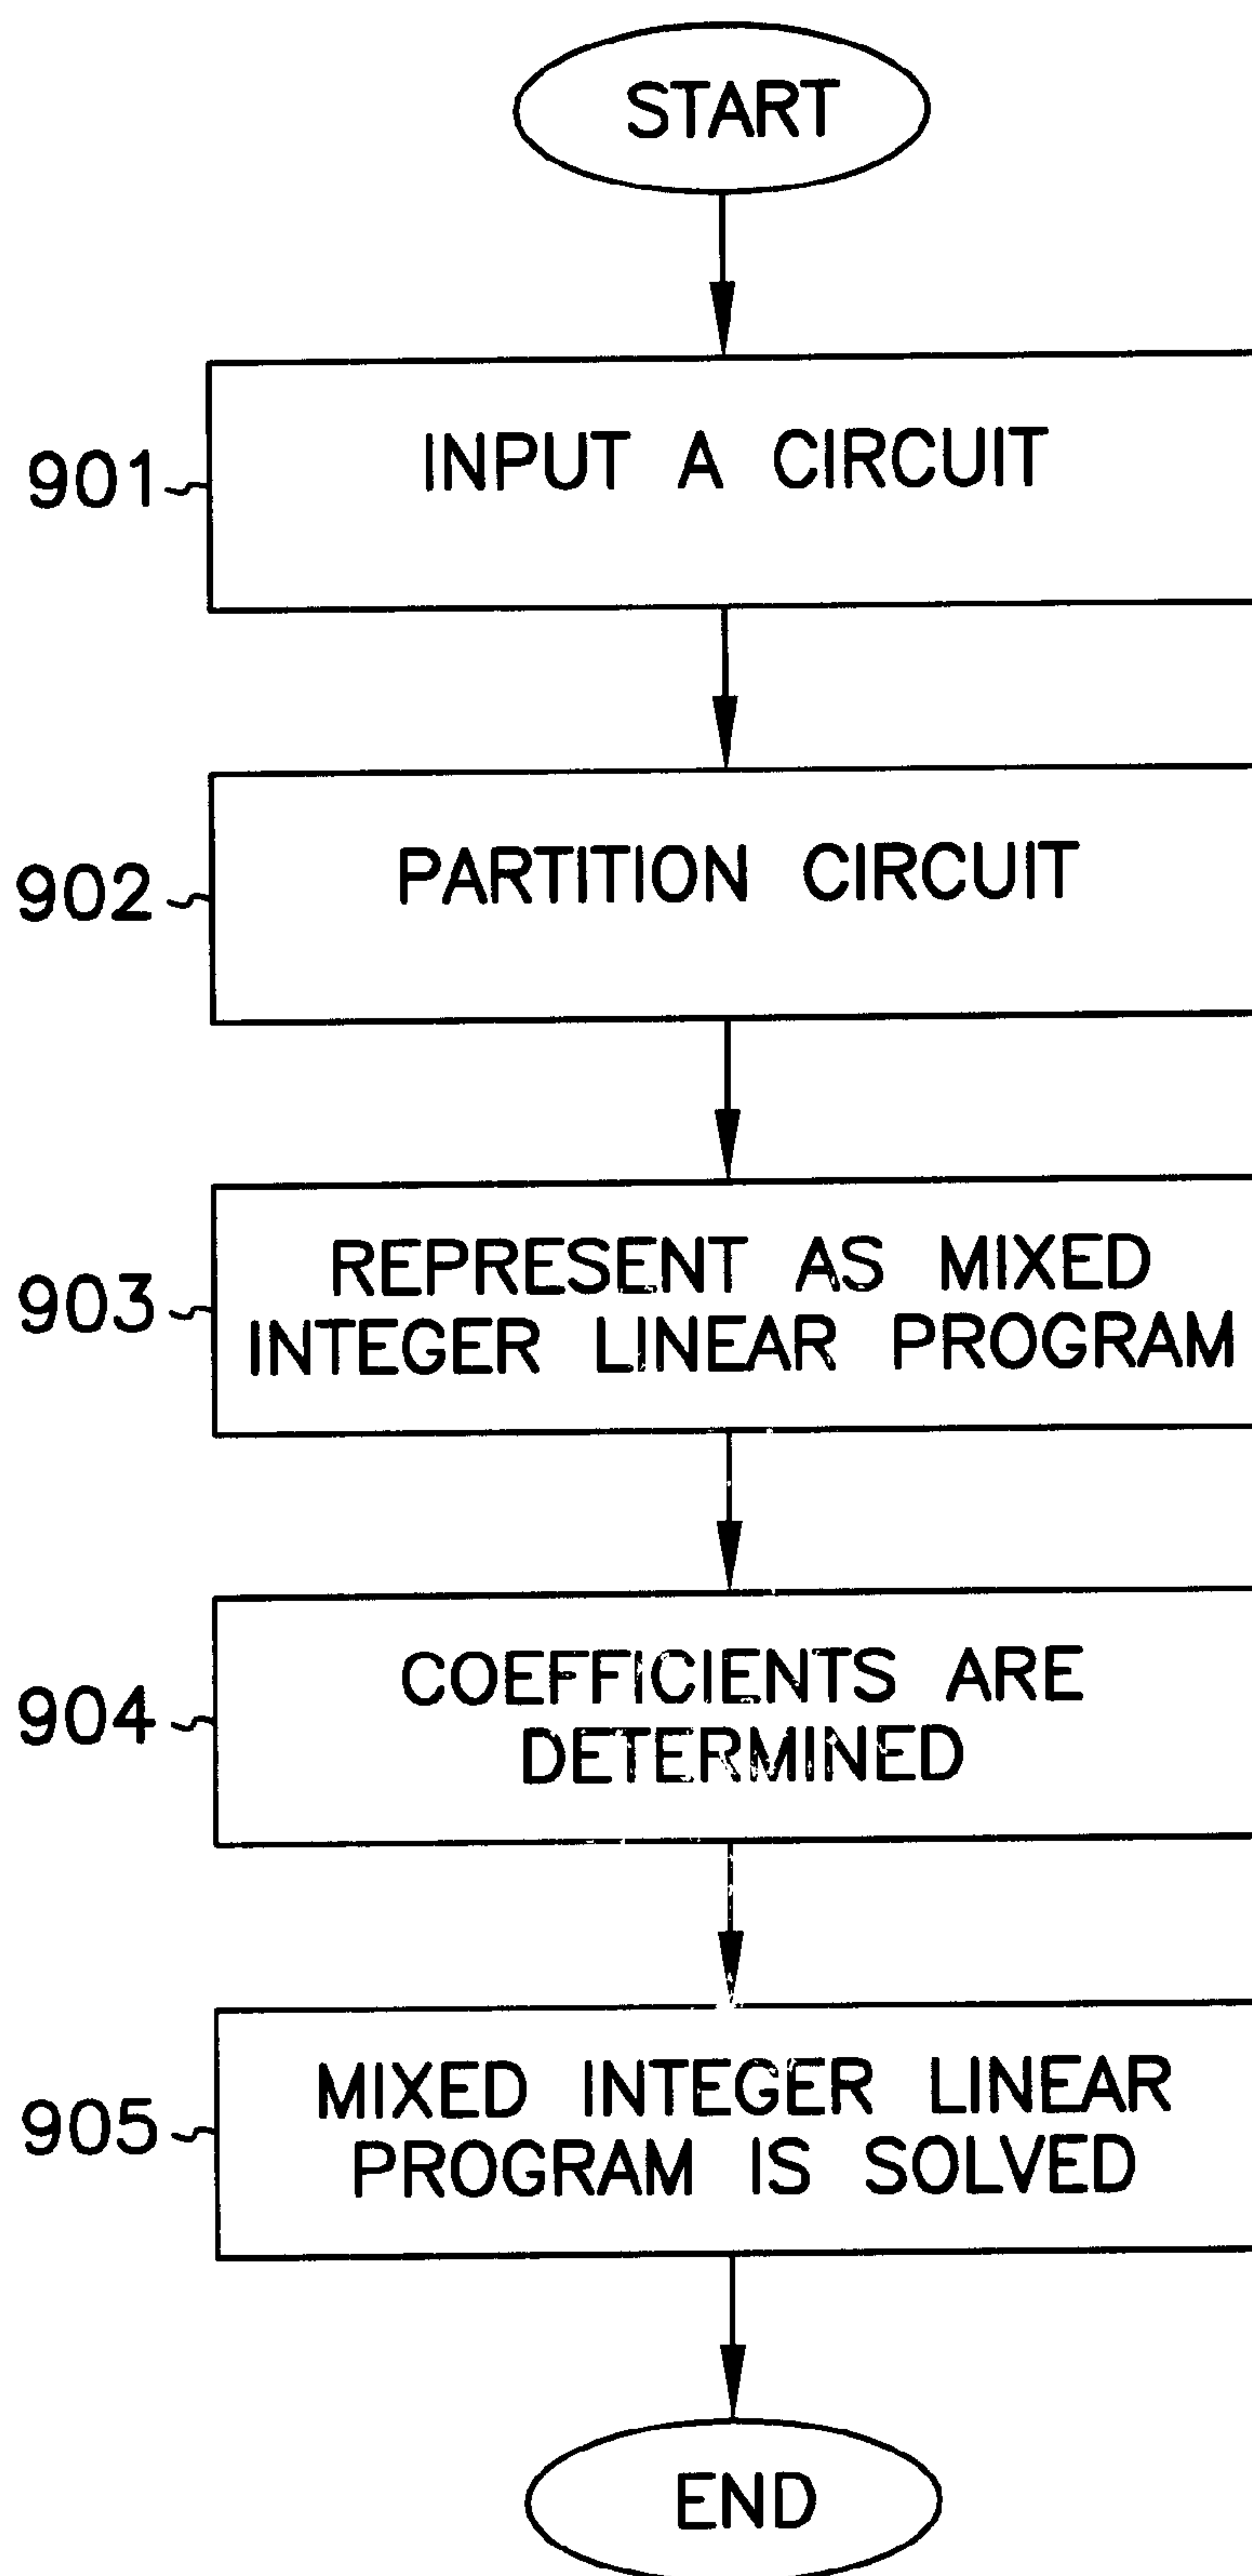 START
901
INPUT A CIRCUIT
902
PARTITION CIRCUIT
903
REPRESENT AS MIXED
INTEGER LINEAR PROGRAM
904
COEFFICIENTS ARE
DETERMINED
905
MIXED INTEGER LINEAR
PROGRAM IS SOLVED
END